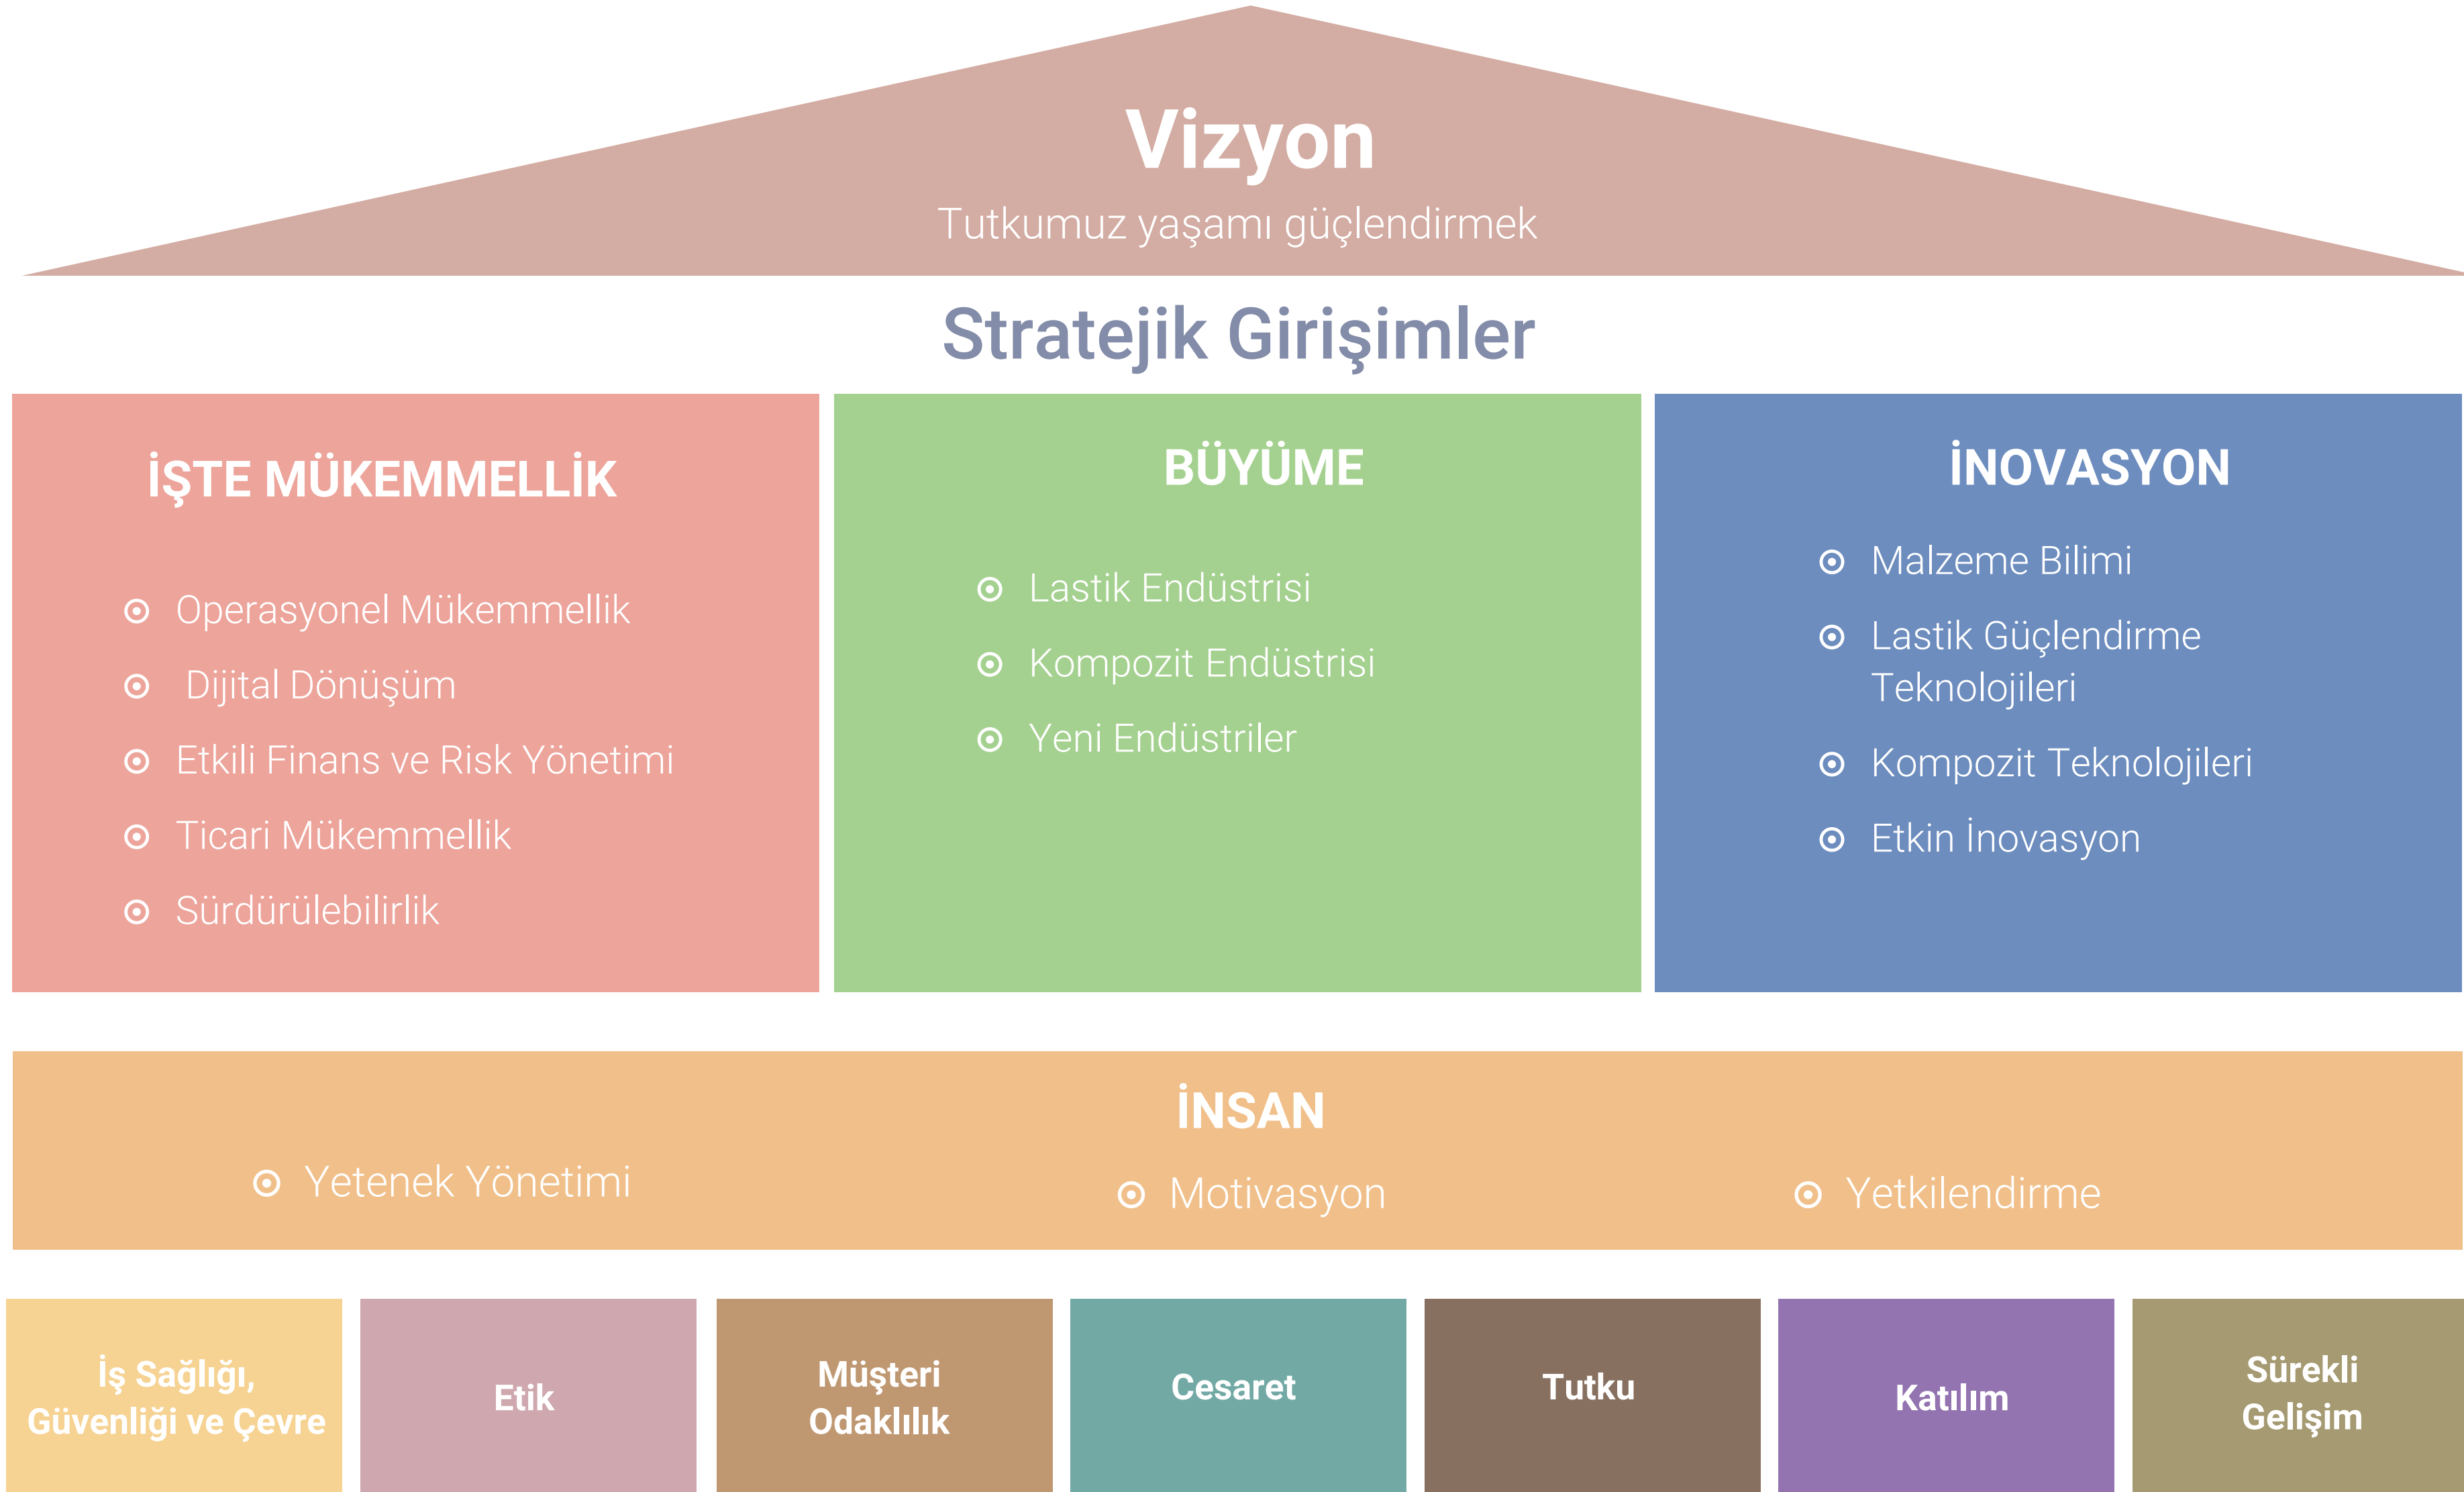 Vizyon
Tutkumuz yaşamı güçlendirmek
Stratejik Girişimler
İŞTE MÜKEMMELLİK
Operasyonel Mükemmellik
Dijital Dönüşüm
Etkili Finans ve Risk Yönetimi
Ticari Mükemmellik
Sürdürülebilirlik
BÜYÜME
Lastik Endüstrisi
Kompozit Endüstrisi
Yeni Endüstriler
İNOVASYON
Malzeme Bilimi
Lastik Güçlendirme
Teknolojileri
Kompozit Teknolojileri
Etkin İnovasyon
İNSAN
Yetenek Yönetimi
Motivasyon
Yetkilendirme
İş Sağlığı,
Güvenliği ve Çevre
Etik
Müşteri
Odaklılık
Cesaret
Tutku
Katılım
Sürekli
Gelişim